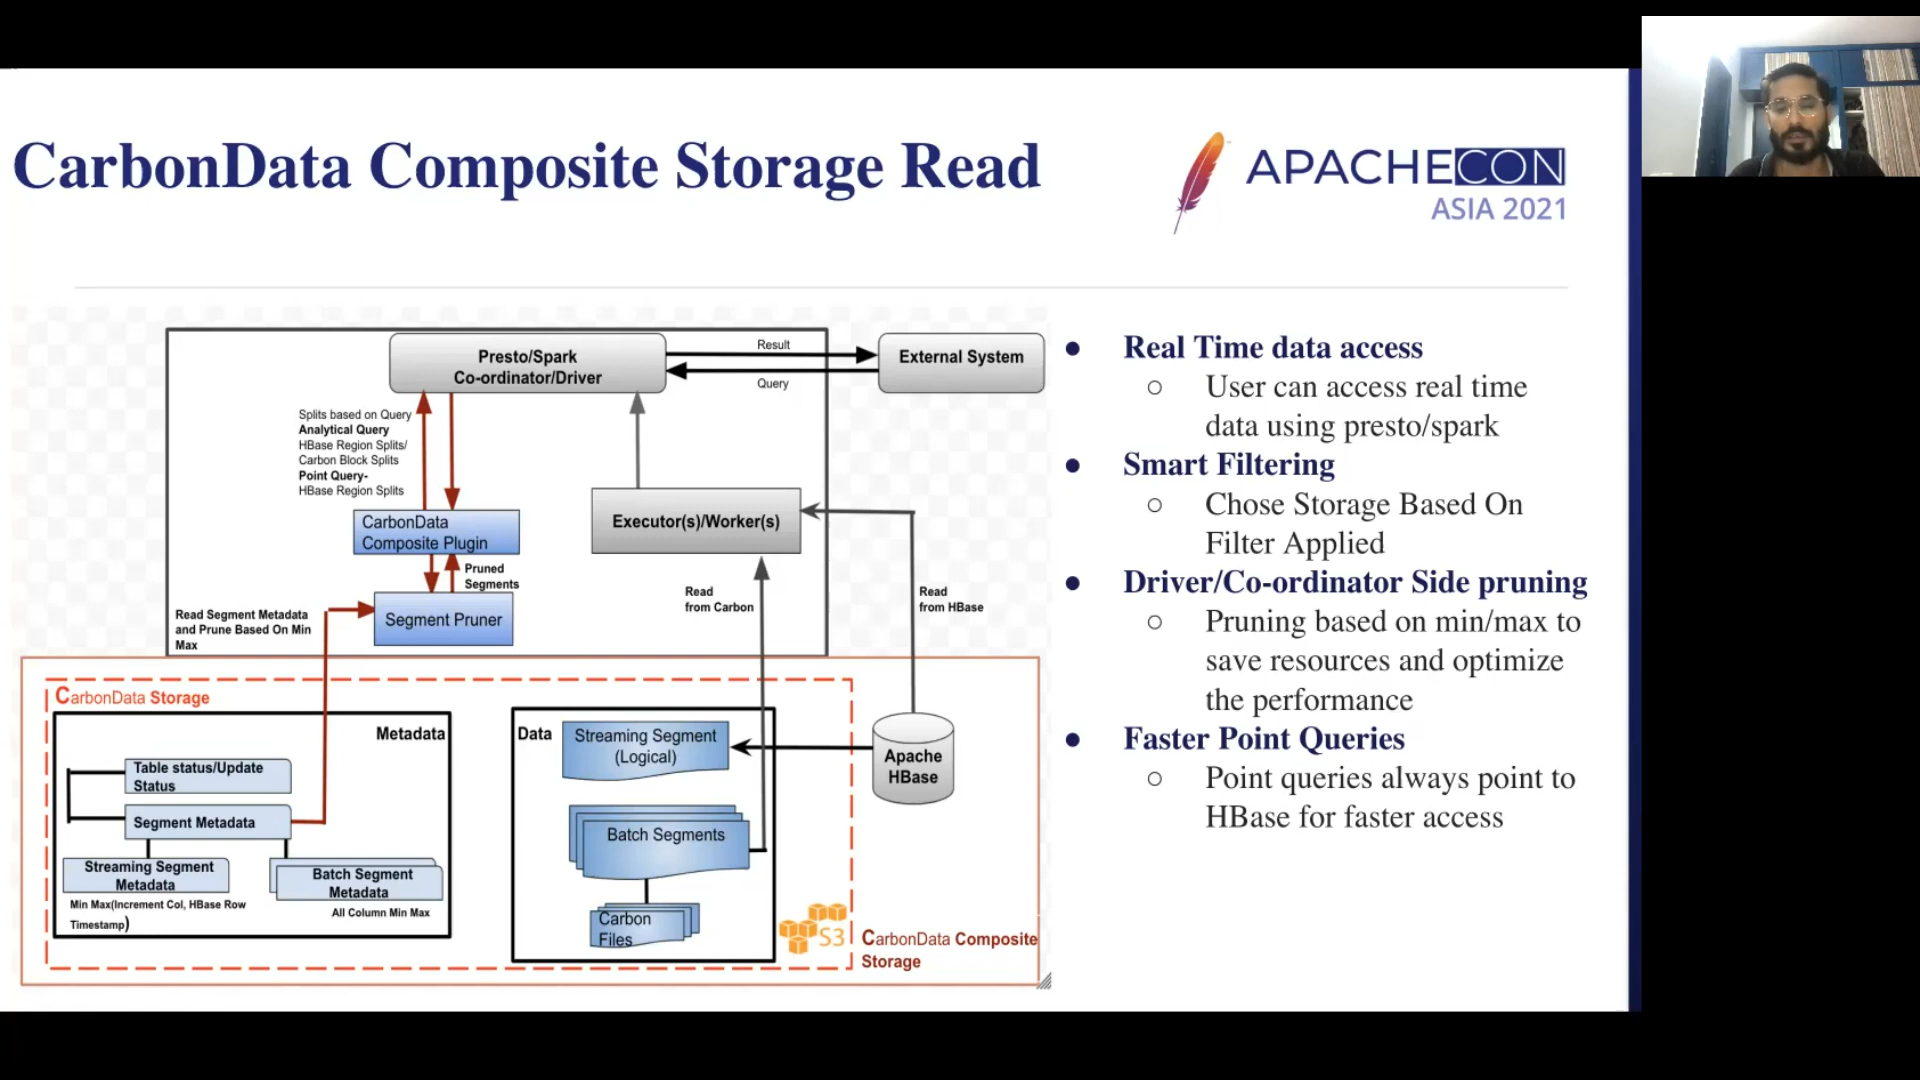 CarbonData Composite Storage Read
APACHECON
ASIA 2021
Presto/Spark
Co-ordinator/Driver
Result
Query
External System
Splits based on Query
Analytical Query
HBase Region Splits/
Carbon Block Splits
Point Query-
HBase Region Splits
CarbonData
Composite Plugin
Executor(s)/Worker(s)
Pruned
Segments
Segment Pruner
Read Segment Metadata
and Prune Based On Min
Max
Read
from Carbon
Read
from HBase
CarbonData Storage
Metadata
Table status/Update
Status
Segment Metadata
Streaming Segment
Metadata
Min Max(Increment Col, HBase Row
Timestamp)
Batch Segment
Metadata
All Column Min Max
Data
Streaming Segment
(Logical)
Batch Segments
Carbon
Files
Apache
HBase
S3
CarbonData Composite
Storage
● Real Time data access
○ User can access real time
data using presto/spark
● Smart Filtering
○ Chose Storage Based On
Filter Applied
● Driver/Co-ordinator Side pruning
○ Pruning based on min/max to
save resources and optimize
the performance
● Faster Point Queries
○ Point queries always point to
HBase for faster access